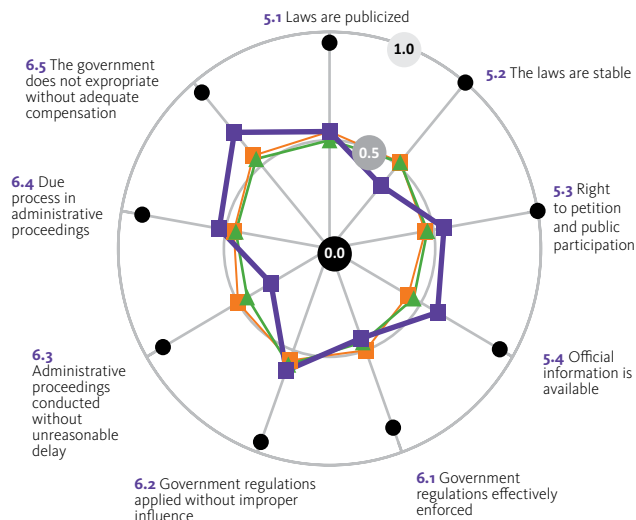 5.1 Laws are publicized
1.0
5.2 The laws are stable
0.5
5.3 Right
to petition
and public
participation
0.0
5.4 Official
information is
available
6.1 Government
regulations effectively
enforced
6.2 Government regulations
applied without improper
influence
6.3
Administrative
proceedings
conducted
without
unreasonable
delay
6.4 Due
process in
administrative
proceedings
6.5 The government
does not expropriate
without adequate
compensation